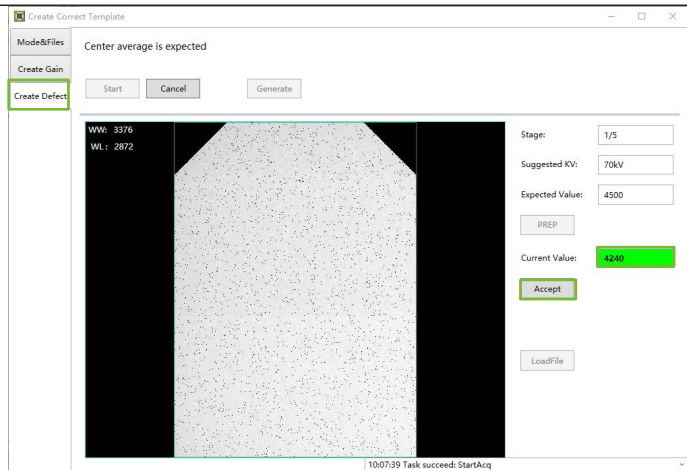 Create Correct Template
Mode&Files
Create Gain
Create Defect
Center average is expected
Start
Cancel
Generate
WW: 3376
WL: 2872
Stage:
1/5
Suggested KV:
70kV
Expected Value:
4500
PREP
Current Value:
4240
Accept
LoadFile
10:07:39 Task succeed: StartAcq